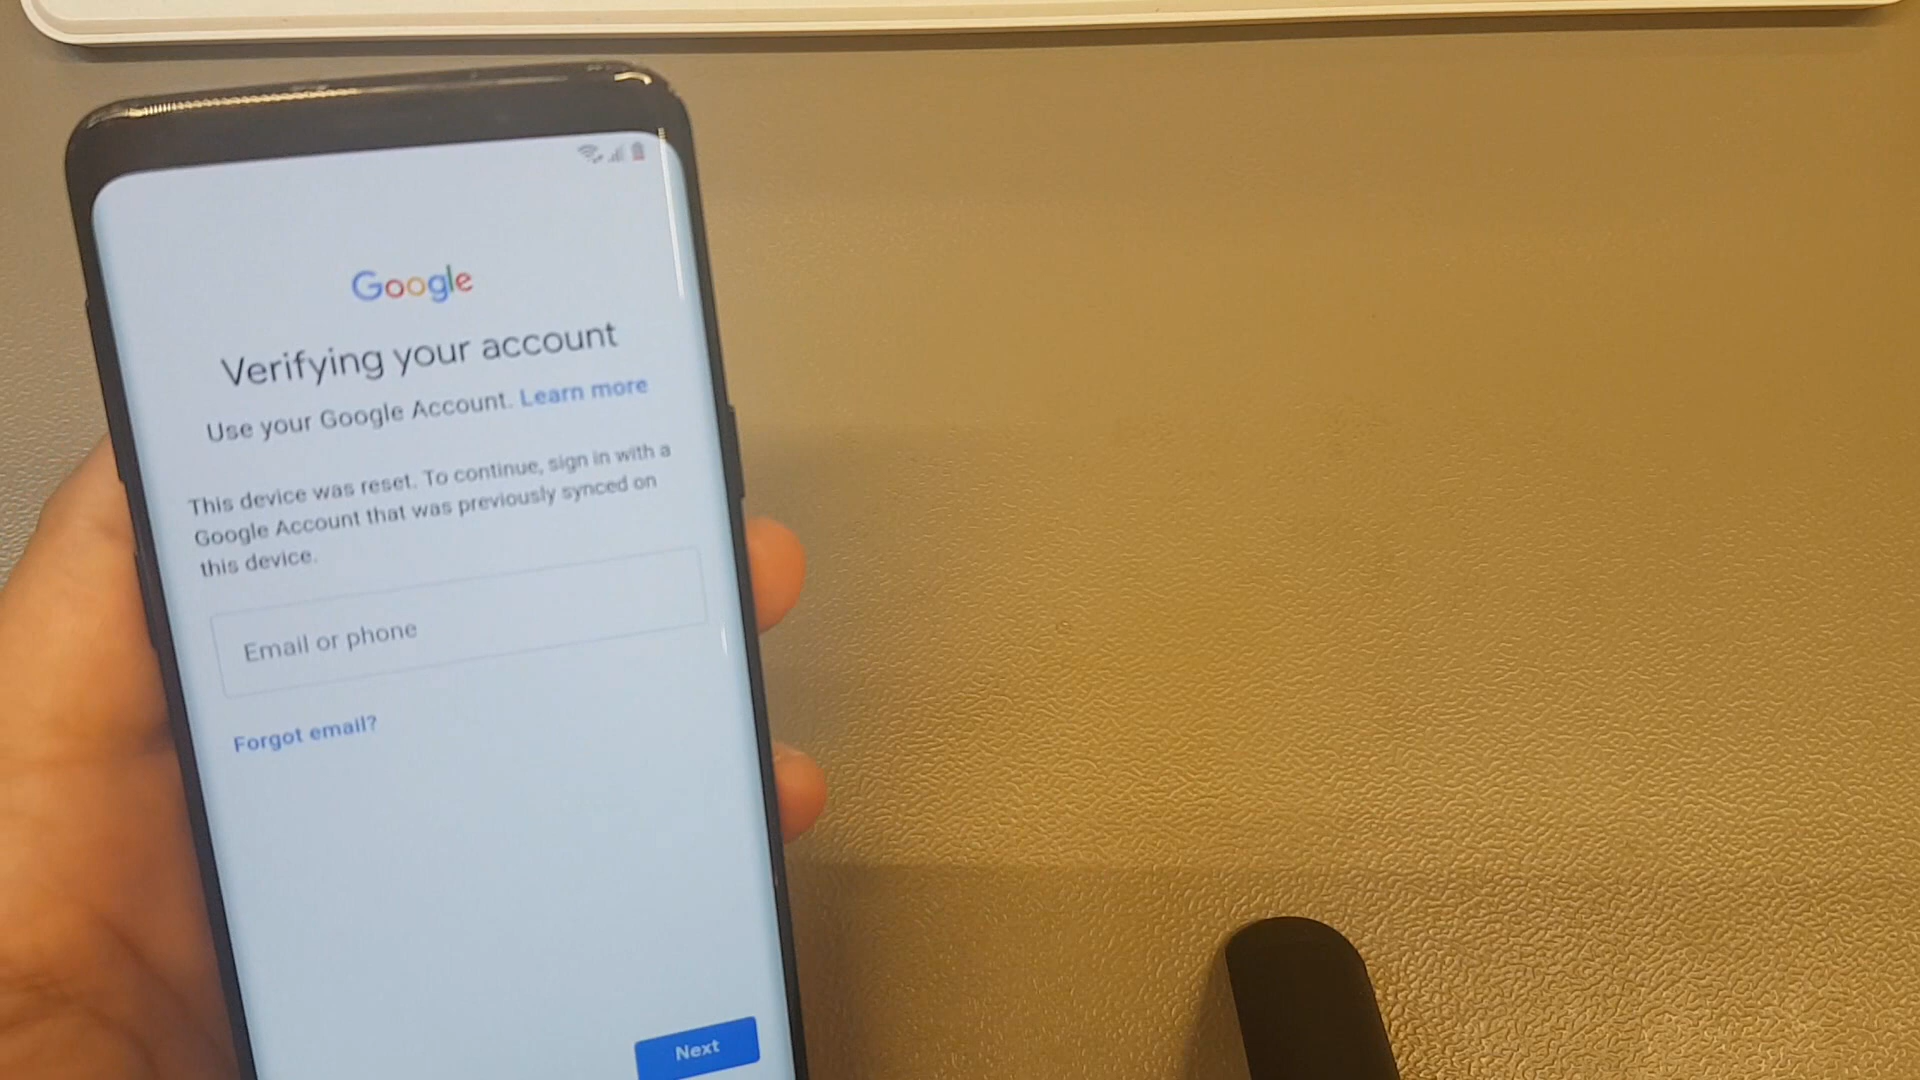 Google
Verifying your account
Use your Google Account. Learn more
This device was reset. To continue, sign in with a
Google Account that was previously synced on
this device.
Email or phone
Forgot email?
Next